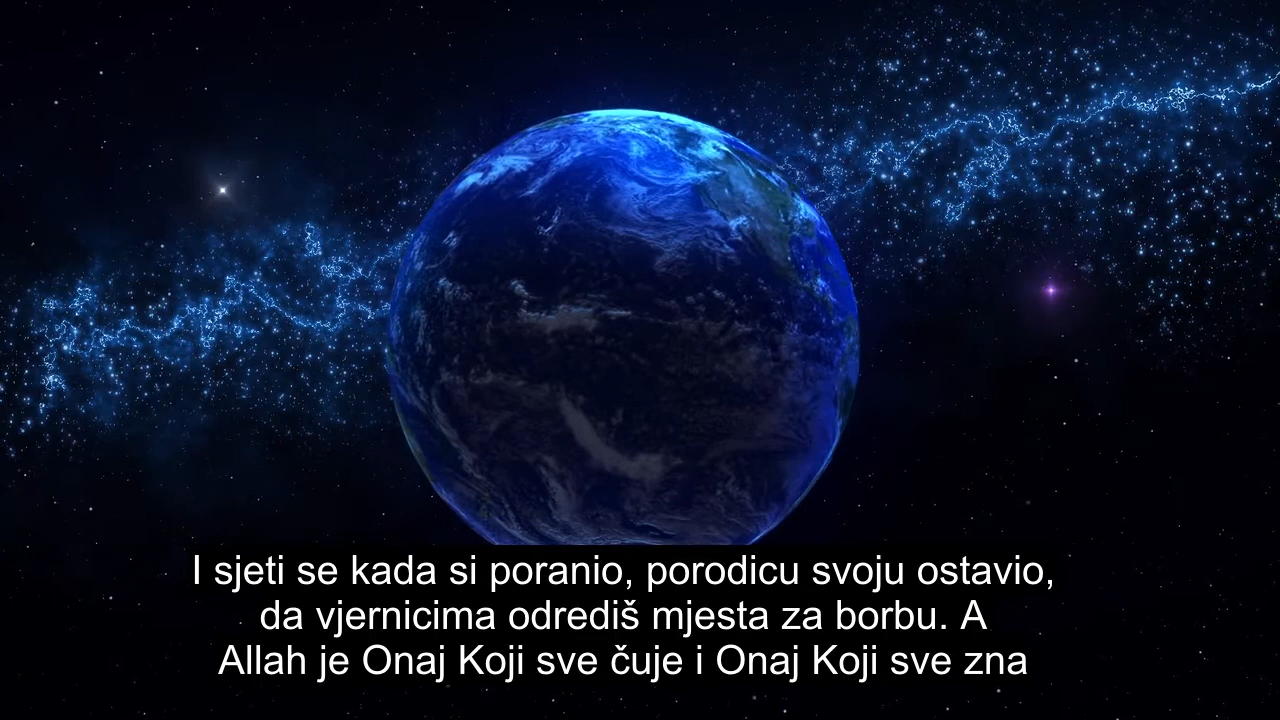 I sjeti se kada si poranio, porodicu svoju ostavio,
da vjernicima odrediš mjesta za borbu. A
Allah je Onaj Koji sve čuje i Onaj Koji sve zna